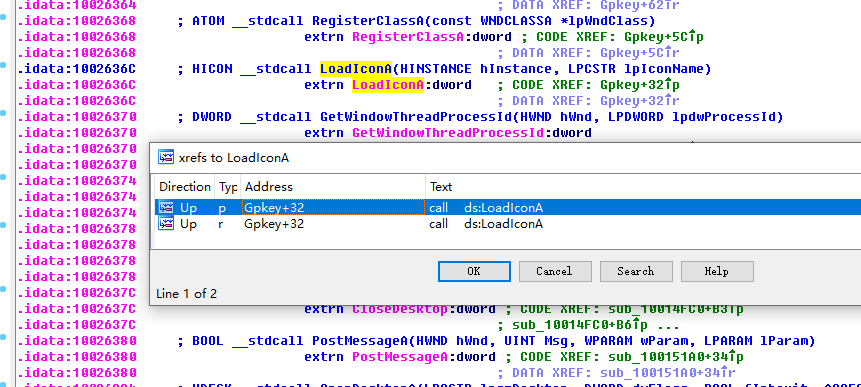 .idata:10026364 ; DATA XREF: Gpkey+62↑r
.idata:10026368 ; ATOM __stdcall RegisterClassA(const WNDCLASSA *lpWndClass)
.idata:10026368 extrn RegisterClassA:dword ; CODE XREF: Gpkey+5C↑p
.idata:10026368 ; DATA XREF: Gpkey+5C↑r
.idata:1002636C ; HICON __stdcall LoadIconA(HINSTANCE hInstance, LPCSTR lpIconName)
.idata:1002636C extrn LoadIconA:dword ; CODE XREF: Gpkey+32↑p
.idata:1002636C ; DATA XREF: Gpkey+32↑r
.idata:10026370 ; DWORD __stdcall GetWindowThreadProcessId(HWND hWnd, LPDWORD lpdwProcessId)
.idata:10026370 extrn GetWindowThreadProcessId:dword
.idata:10026370
.idata:10026374
.idata:10026374
.idata:10026374
.idata:10026378
.idata:10026378
.idata:10026378
.idata:1002637C
.idata:1002637C
xrefs to LoadIconA
Direction Typ Address Text
Up p Gpkey+32 call ds:LoadIconA
Up r Gpkey+32 call ds:LoadIconA
OK Cancel Search Help
Line 1 of 2
.idata:1002637C extrn CloseDesktop:dword ; CODE XREF: sub_10014FC0+B3↑p
.idata:1002637C ; sub_10014FC0+B6↑p ...
.idata:10026380 ; BOOL __stdcall PostMessageA(HWND hWnd, UINT Msg, WPARAM wParam, LPARAM lParam)
.idata:10026380 extrn PostMessageA:dword ; CODE XREF: sub_100151A0+34↑p
.idata:10026380 ; DATA XREF: sub_100151A0+34↑r